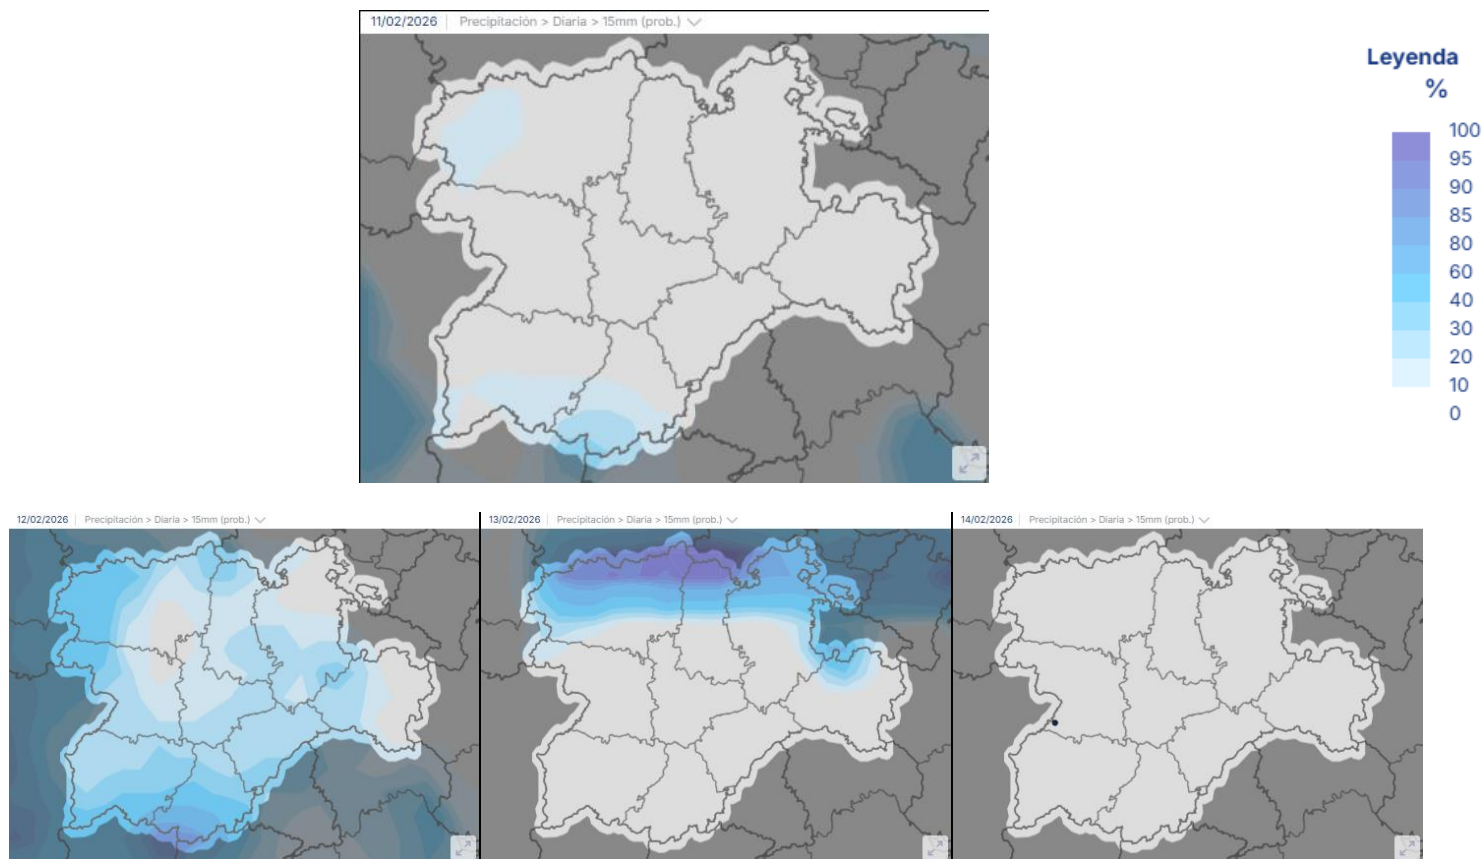 11/02/2026 Precipitación > Diaria > 15mm (prob.)
Leyenda
%
100
95
90
85
80
60
40
30
20
10
0
12/02/2026 Precipitación > Diaria > 15mm (prob.)
13/02/2026 Precipitación > Diaria > 15mm (prob.)
14/02/2026 Precipitación > Diaria > 15mm (prob.)